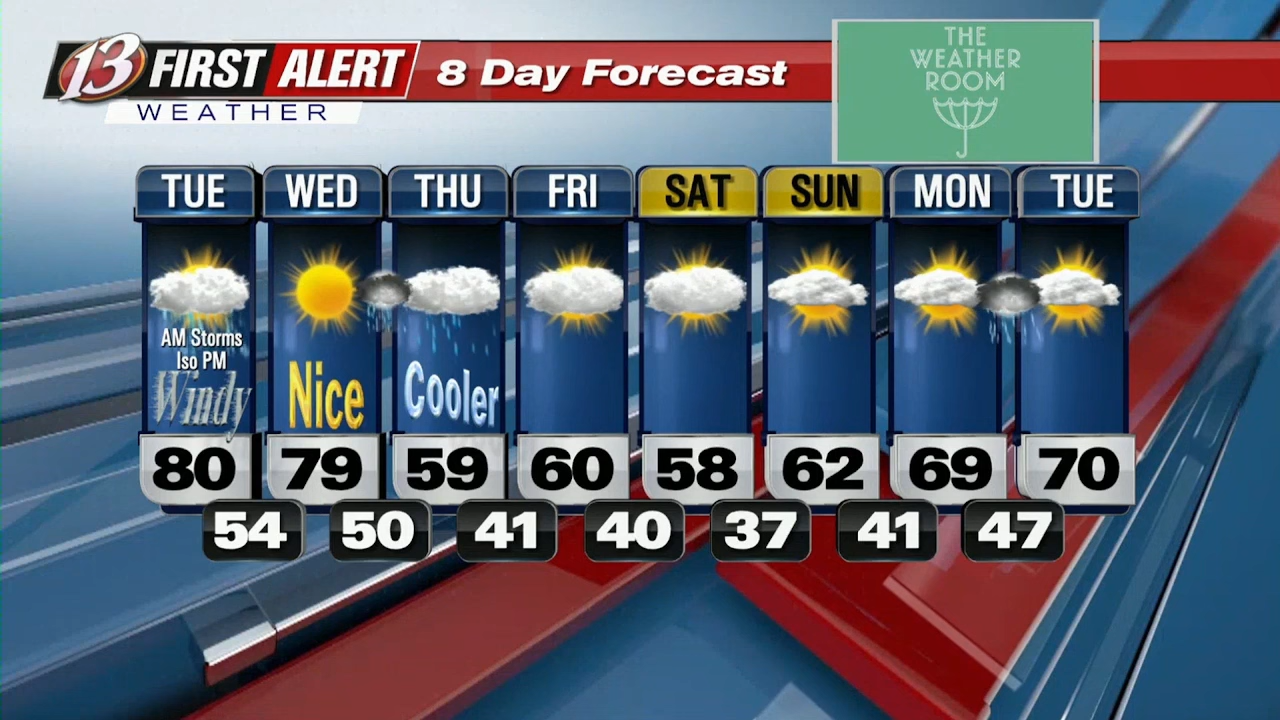 13 FIRST ALERT
WEATHER
8 Day Forecast
THE
WEATHER
ROOM
TUE WED THU FRI SAT SUN MON TUE
AM Storms
Iso PM
Windy Nice Cooler
80 79 59 60 58 62 69 70
54 50 41 40 37 41 47